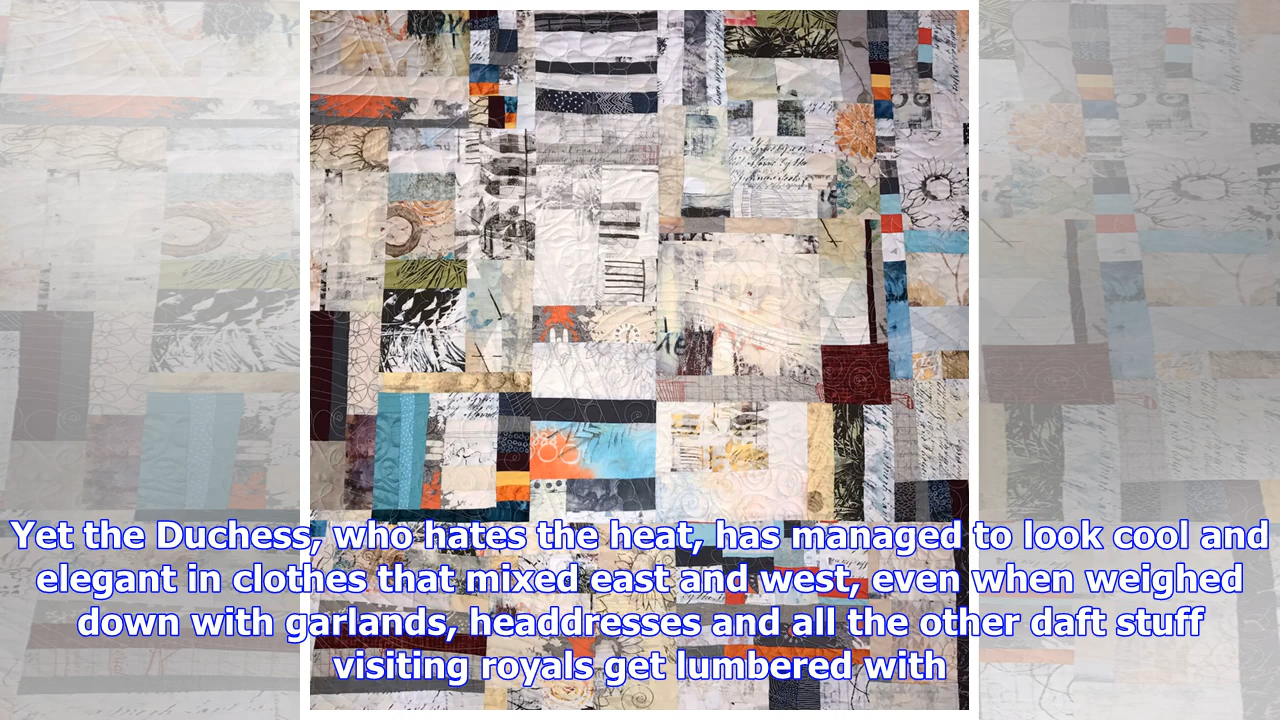 Yet the Duchess, who hates the heat, has managed to look cool and
elegant in clothes that mixed east and west, even when weighed
down with garlands, headdresses and all the other daft stuff
visiting royals get lumbered with